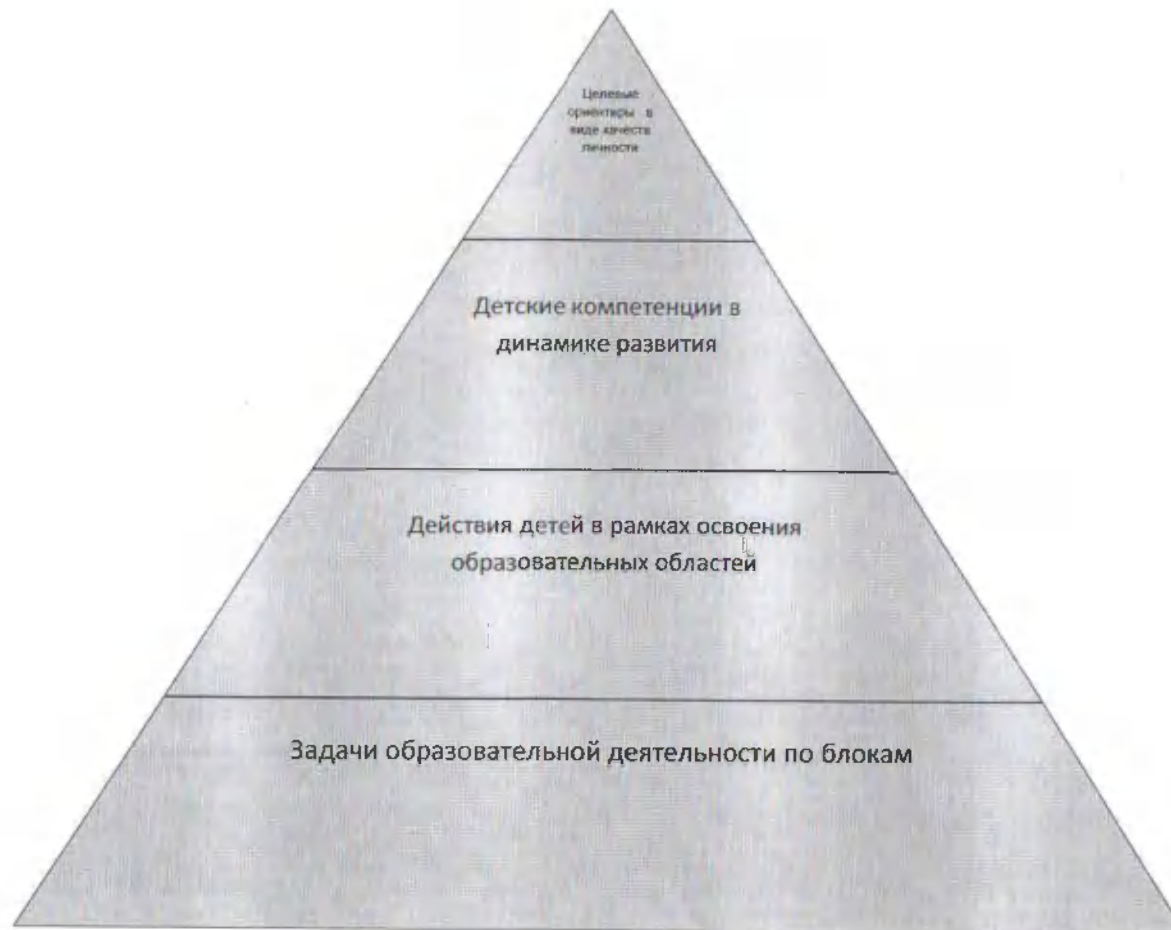 Целевые
ориентиры в
виде качеств
личности
Детские компетенции в
динамике развития
Действия детей в рамках освоения
образовательных областей
Задачи образовательной деятельности по блокам